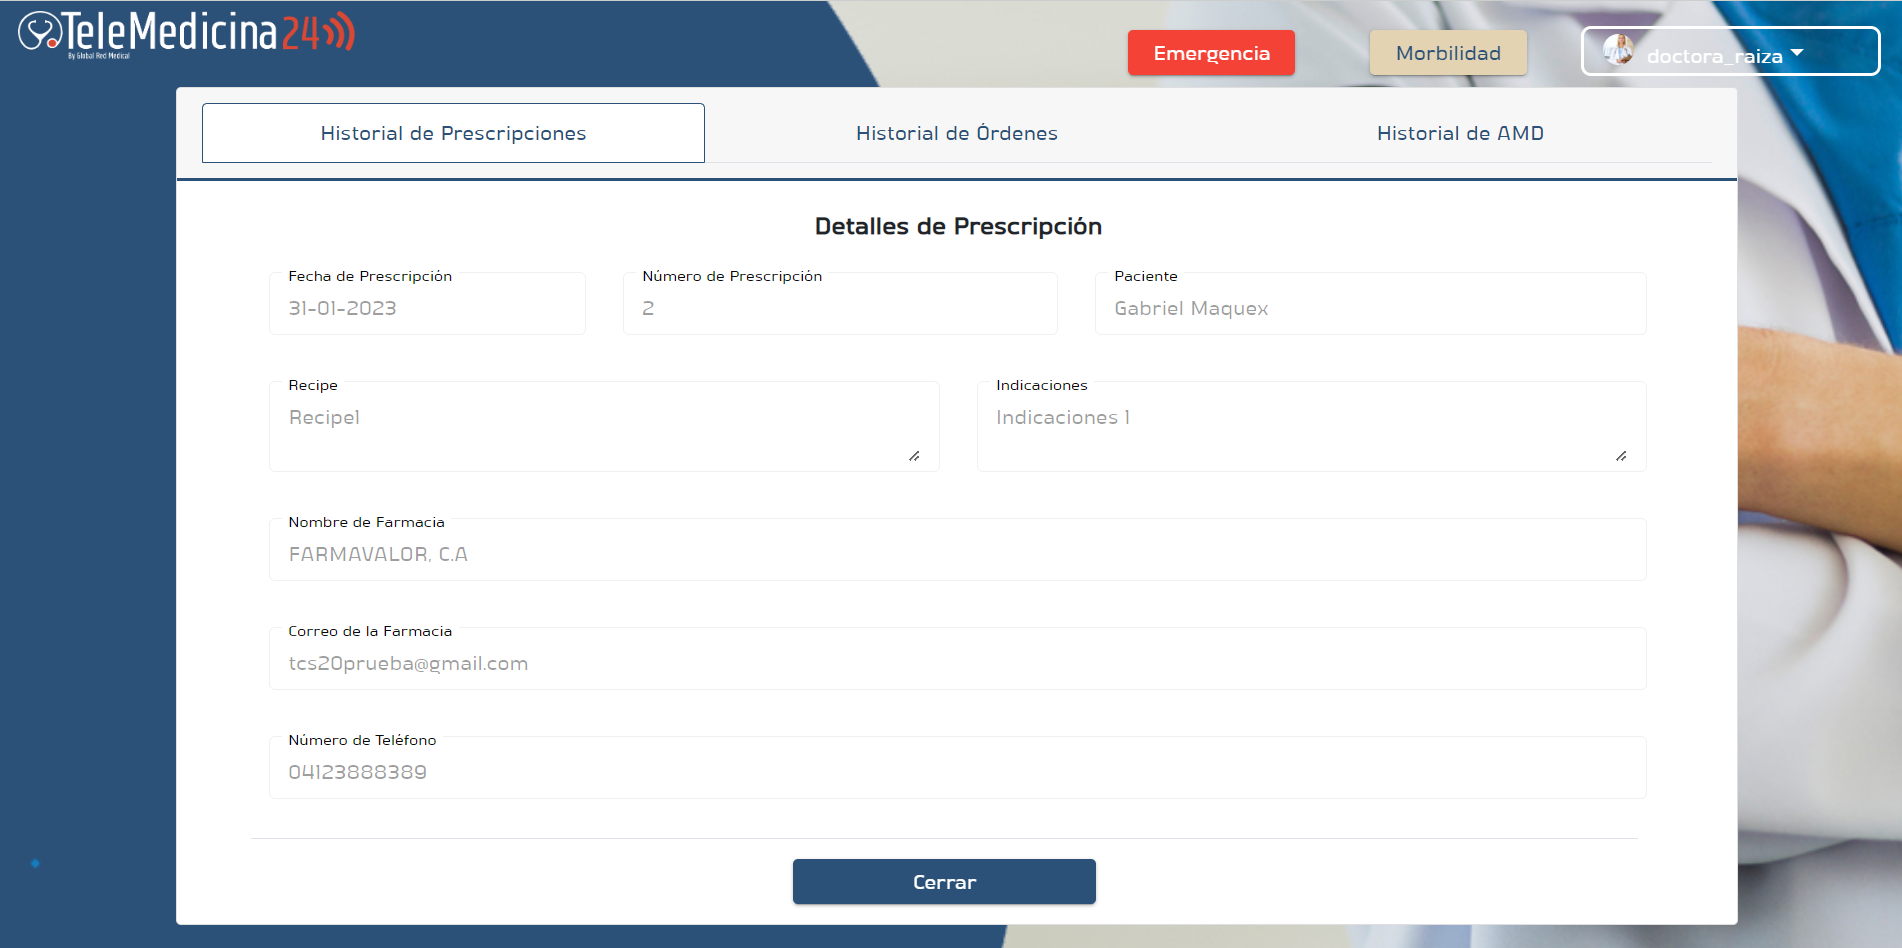 TeleMedicina24
By Global Red Medical
Emergencia
Morbilidad
doctora_raiza
Historial de Prescripciones
Historial de Órdenes
Historial de AMD
Detalles de Prescripción
Fecha de Prescripción
31-01-2023
Número de Prescripción
2
Paciente
Gabriel Maquex
Recipe
Recipe1
Indicaciones
Indicaciones 1
Nombre de Farmacia
FARMAVALOR, C.A
Correo de la Farmacia
tcs20prueba@gmail.com
Número de Teléfono
04123888389
Cerrar